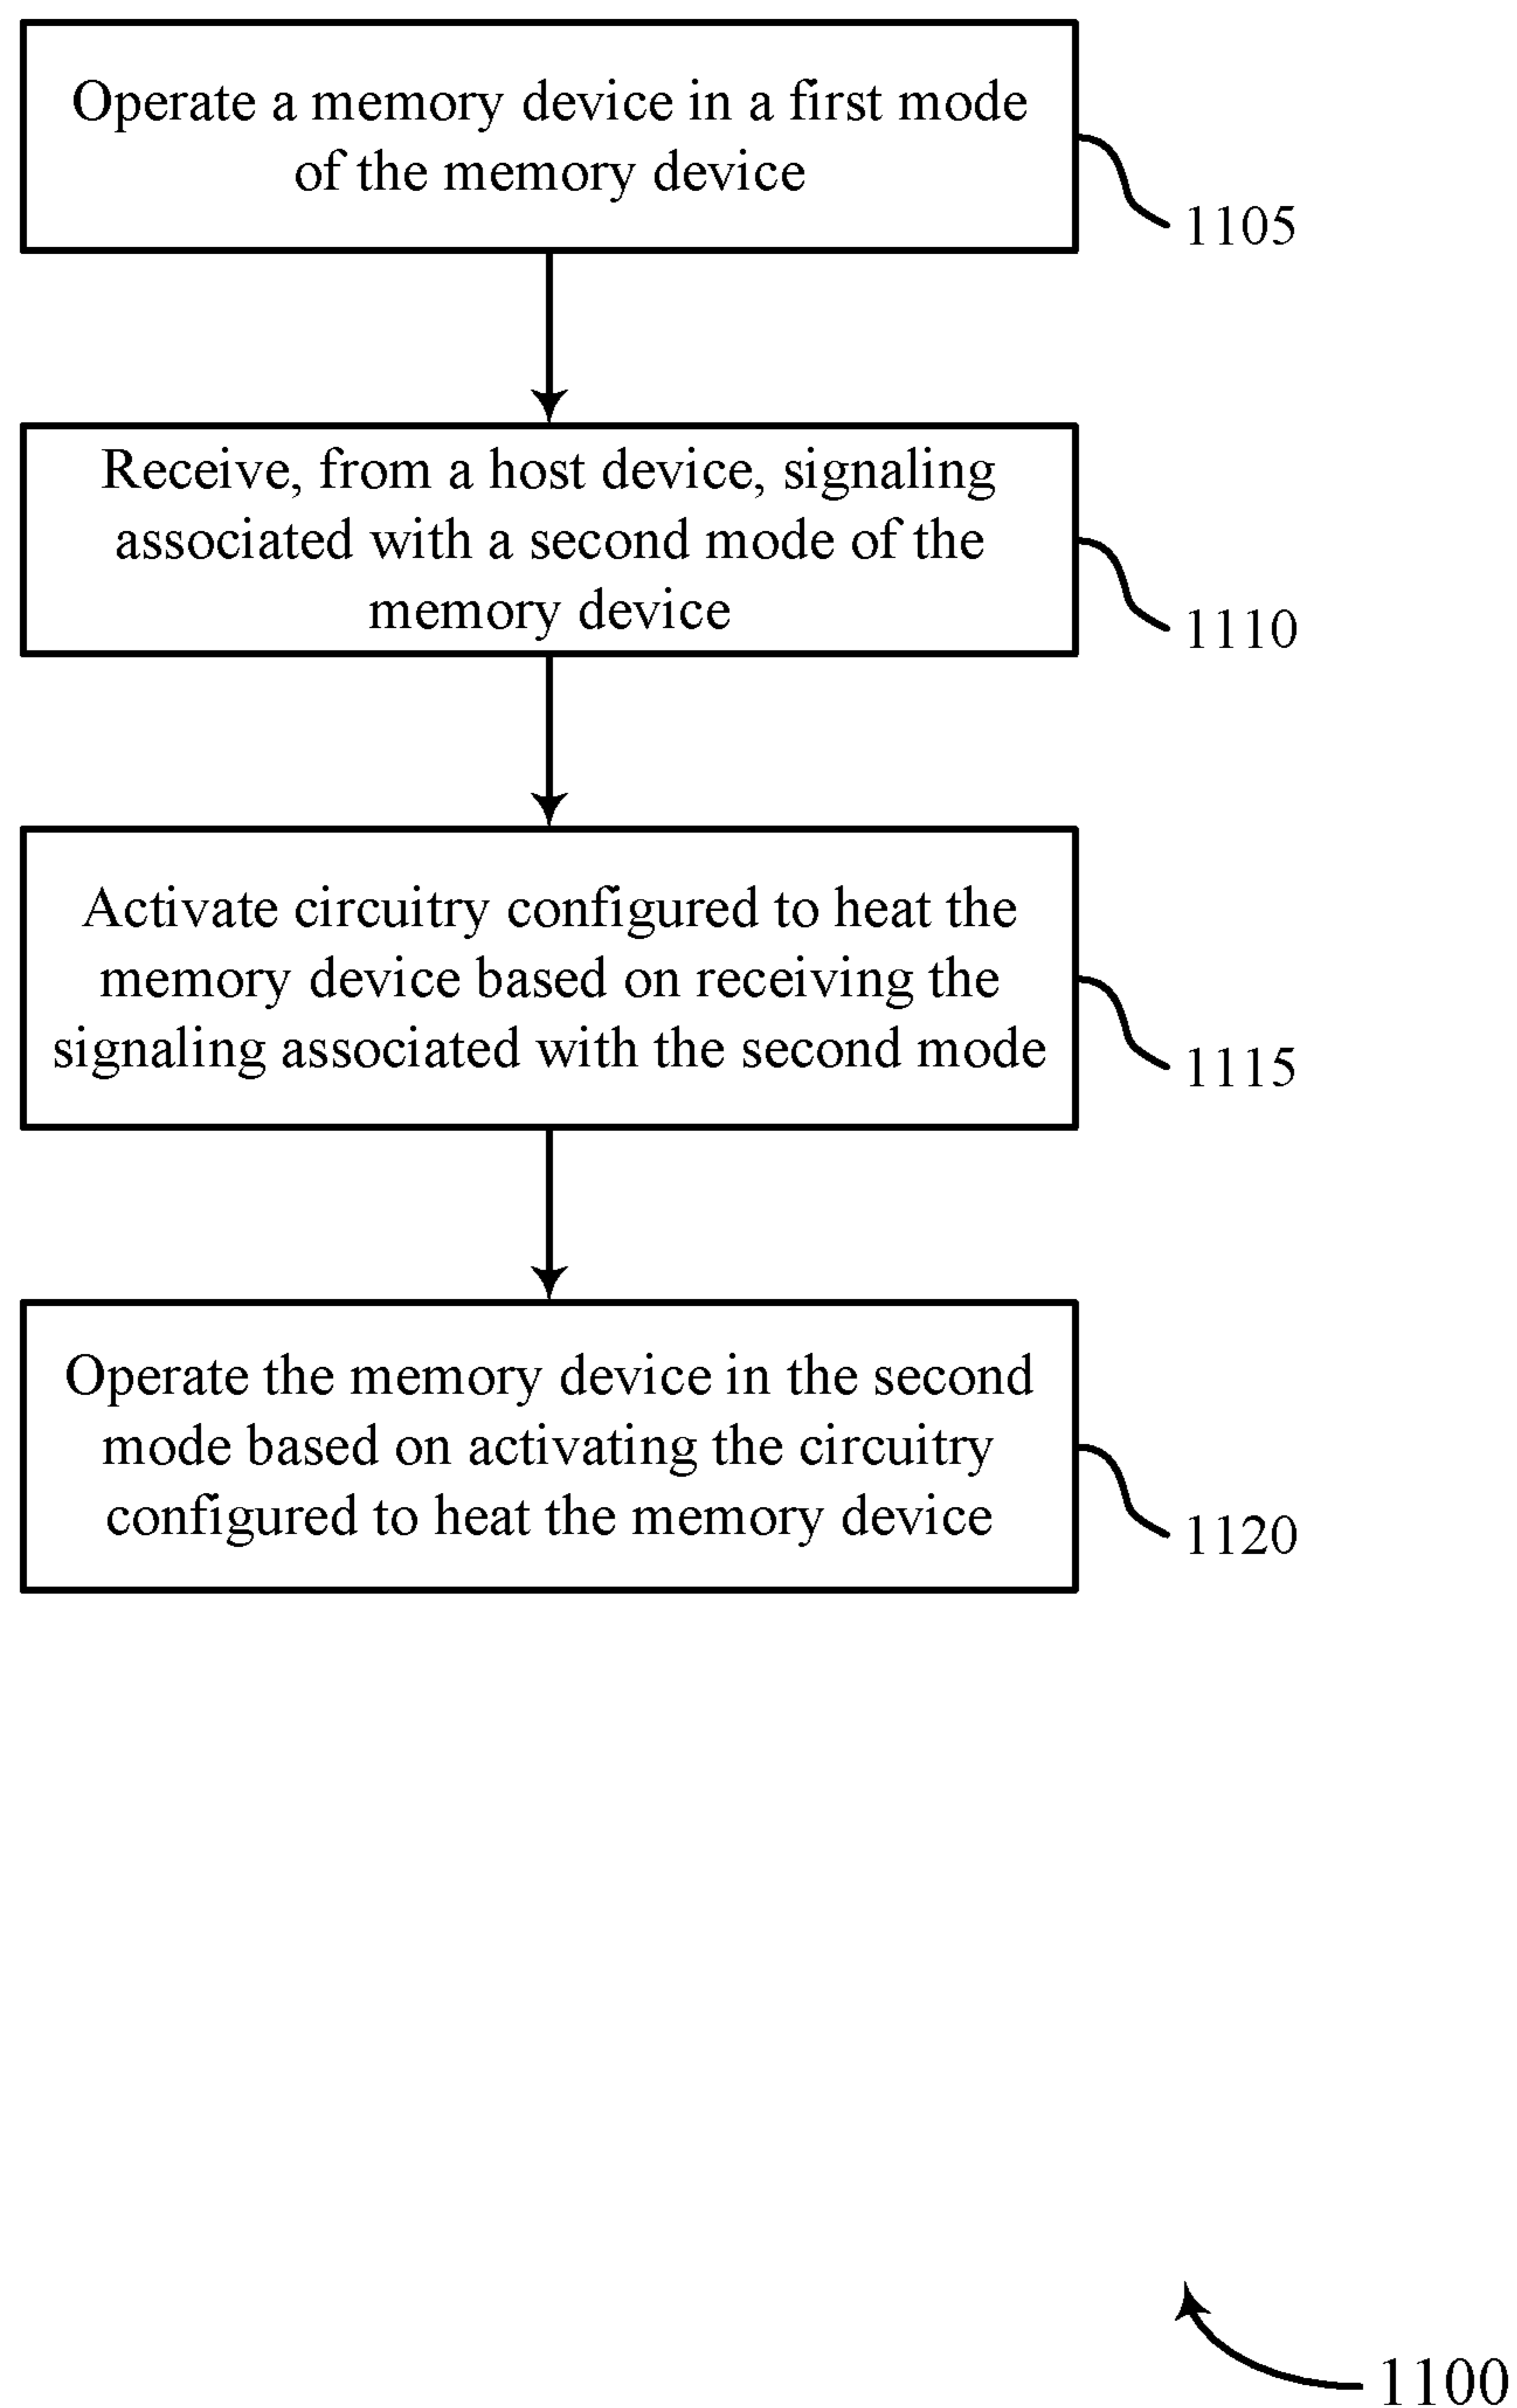 Operate a memory device in a first mode
of the memory device
1105
Receive, from a host device, signaling
associated with a second mode of the
memory device
1110
Activate circuitry configured to heat the
memory device based on receiving the
signaling associated with the second mode
1115
Operate the memory device in the second
mode based on activating the circuitry
configured to heat the memory device
1120
1100